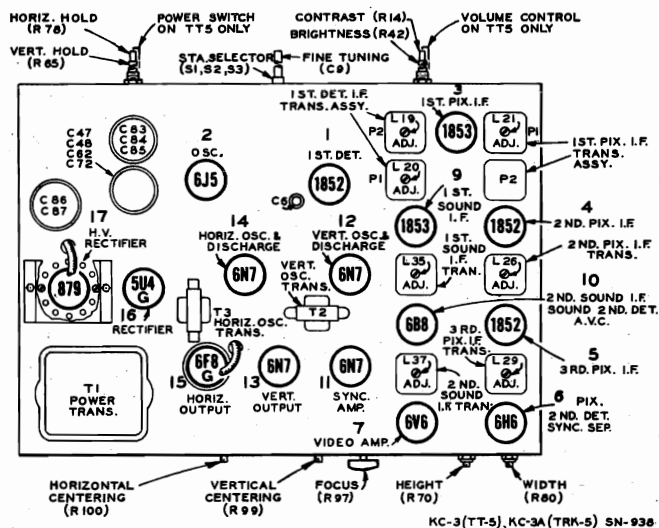 HORIZ. HOLD
(R78)
POWER SWITCH
ON TT5 ONLY
VERT. HOLD
(R65)
STA. SELECTOR
(S1, S2, S3)
FINE TUNING
(C9)
CONTRAST (R14)
BRIGHTNESS (R42)
VOLUME CONTROL
ON TT5 ONLY
1ST. DET. I.F.
TRANS. ASSY.
3
1ST. PIX. I.F.
1853
P2
L 19
ADJ.
L 21
ADJ.
P1
1ST. PIX. I.F.
TRANS.
ASSY.
C47
C48
C62
C72
C83
C84
C85
2
OSC.
6J5
1
1ST. DET.
1852
C6
P1
L 20
ADJ.
P2
C86
C87
9
1ST.
SOUND
I.F.
1853
4
1852
2ND. PIX. I.F.
17
H.V.
RECTIFIER
879
5U4
G
16
RECTIFIER
14
HORIZ. OSC. &
DISCHARGE
6N7
12
VERT. OSC. &
DISCHARGE
6N7
1ST.
SOUND
I.F.
TRAN.
L 35
ADJ.
L 26
ADJ.
2ND. PIX. I.F.
TRANS.
VERT.
OSC.
TRANS.
T2
T3
HORIZ. OSC.
TRANS.
10
6B8
2ND. SOUND I.F.
SOUND 2ND. DET.
A.V.C.
3RD.
PIX. I.F.
TRANS.
1852
5
3RD. PIX. I.F.
T1
POWER
TRANS.
6F8
G
15
HORIZ.
OUTPUT
6N7
13
VERT.
OUTPUT
6N7
11
SYNC.
AMP.
L 37
ADJ.
2ND
SOUND
I.F. TRAN.
L 29
ADJ.
7
VIDEO AMP.
6V6
6H6
6
PIX.
2ND. DET.
SYNC. SEP.
HORIZONTAL
CENTERING
(R100)
VERTICAL
CENTERING
(R99)
FOCUS
(R97)
HEIGHT
(R70)
WIDTH
(R80)
KC-3 (TT-5), KC-3A (TRK-5) SN-938